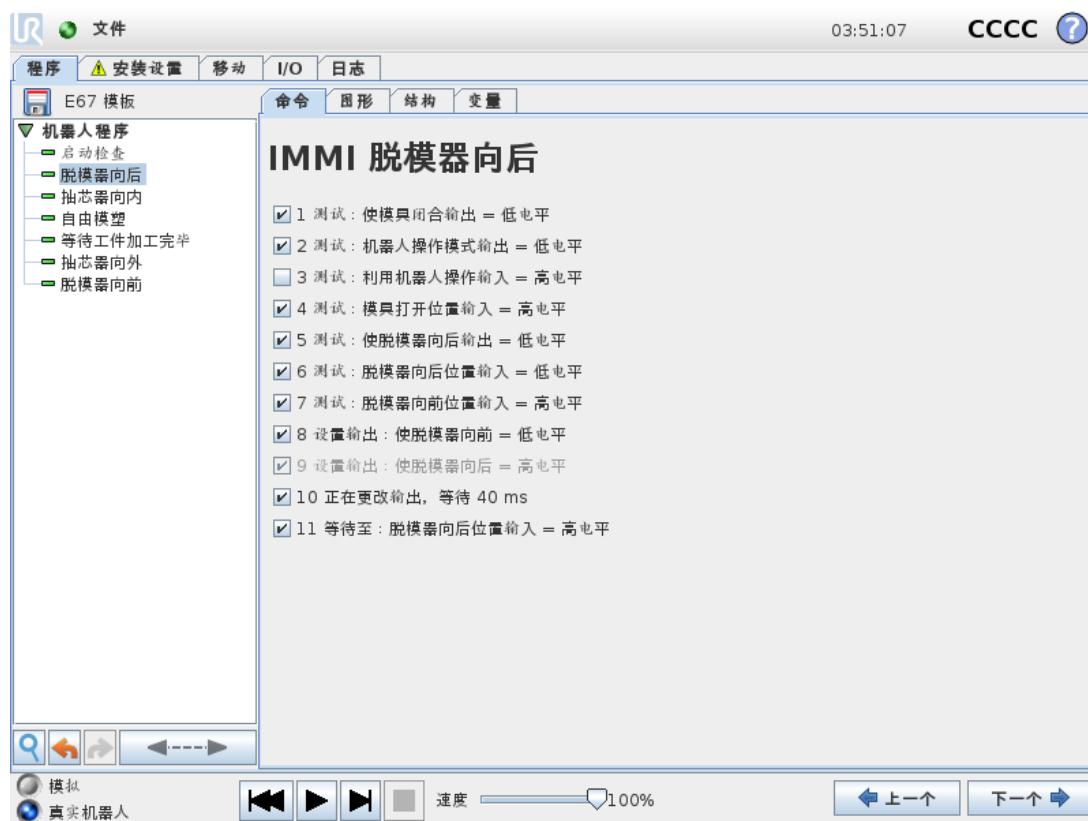 UR 文件 03:51:07 CCCC ?
程序 安装设置 移动 I/O 日志
E67 模板
命令 图形 结构 变量
机器人程序
启动检查
脱模器向后
抽芯器向内
自由模塑
等待工件加工完毕
抽芯器向外
脱模器向前
IMMI 脱模器向后
1 测试：使模具闭合输出 = 低电平
2 测试：机器人操作模式输出 = 低电平
3 测试：利用机器人操作输入 = 高电平
4 测试：模具打开位置输入 = 高电平
5 测试：使脱模器向后输出 = 低电平
6 测试：脱模器向后位置输入 = 低电平
7 测试：脱模器向前位置输入 = 高电平
8 设置输出：使脱模器向前 = 低电平
9 设置输出：使脱模器向后 = 高电平
10 正在更改输出，等待 40 ms
11 等待至：脱模器向后位置输入 = 高电平
模拟
真实机器人
速度 100% 上一个 下一个